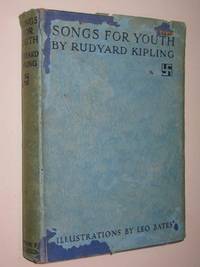 SONGS FOR YOUTH
BY RUDYARD KIPLING
ILLUSTRATIONS BY LEO BATES